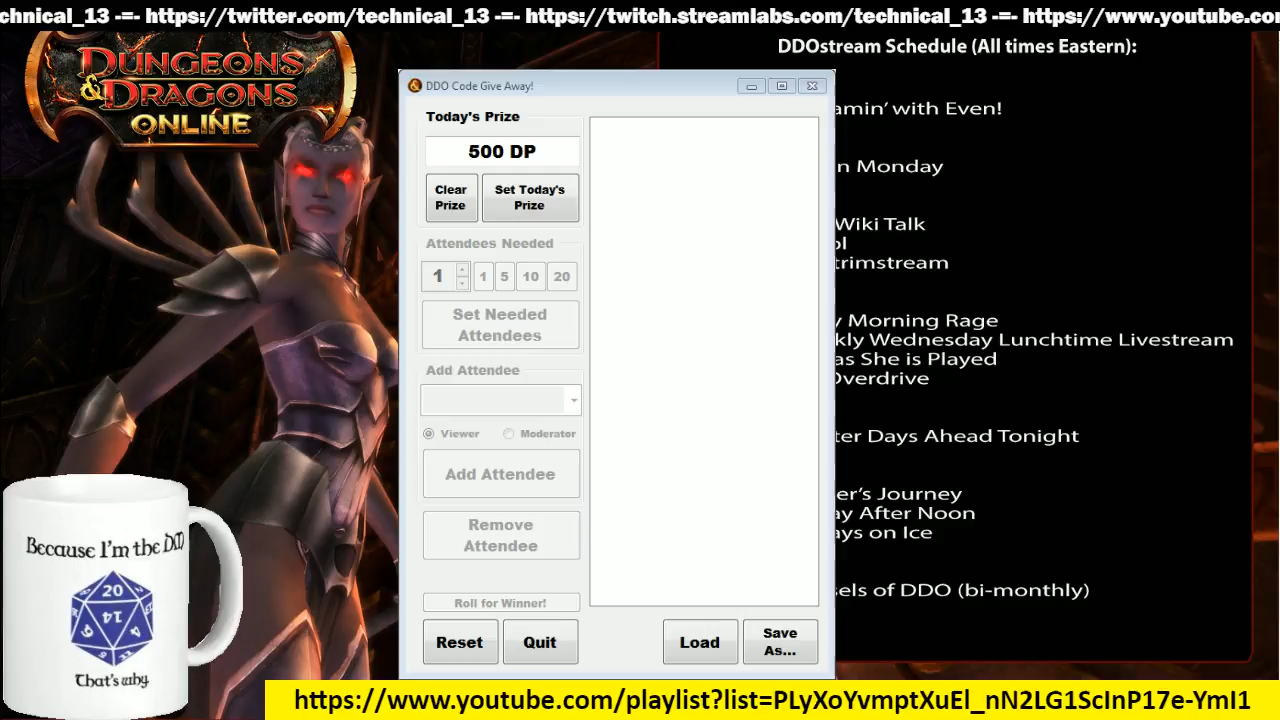 chnical_13 -=- https://twitter.com/technical_13 -=- https://twitch.streamlabs.com/technical_13 -=- https://www.youtube.co
DUNGEONS
& DRAGONS
ONLINE
DDOstream Schedule (All times Eastern):
amin’ with Even!
n Monday
Wiki Talk
ol
trimstream
y Morning Rage
kly Wednesday Lunchtime Livestream
as She is Played
Overdrive
ter Days Ahead Tonight
er’s Journey
ay After Noon
ays on Ice
sels of DDO (bi-monthly)
DDO Code Give Away!
Today's Prize
500 DP
Clear Prize
Set Today's Prize
Attendees Needed
1 1 5 10 20
Set Needed
Attendees
Add Attendee
Viewer Moderator
Add Attendee
Remove
Attendee
Roll for Winner!
Reset Quit Load Save As...
Because I'm the DM
20
14
That's why.
https://www.youtube.com/playlist?list=PLyXoYvmptXuEl_nN2LG1ScInP17e-YmI1